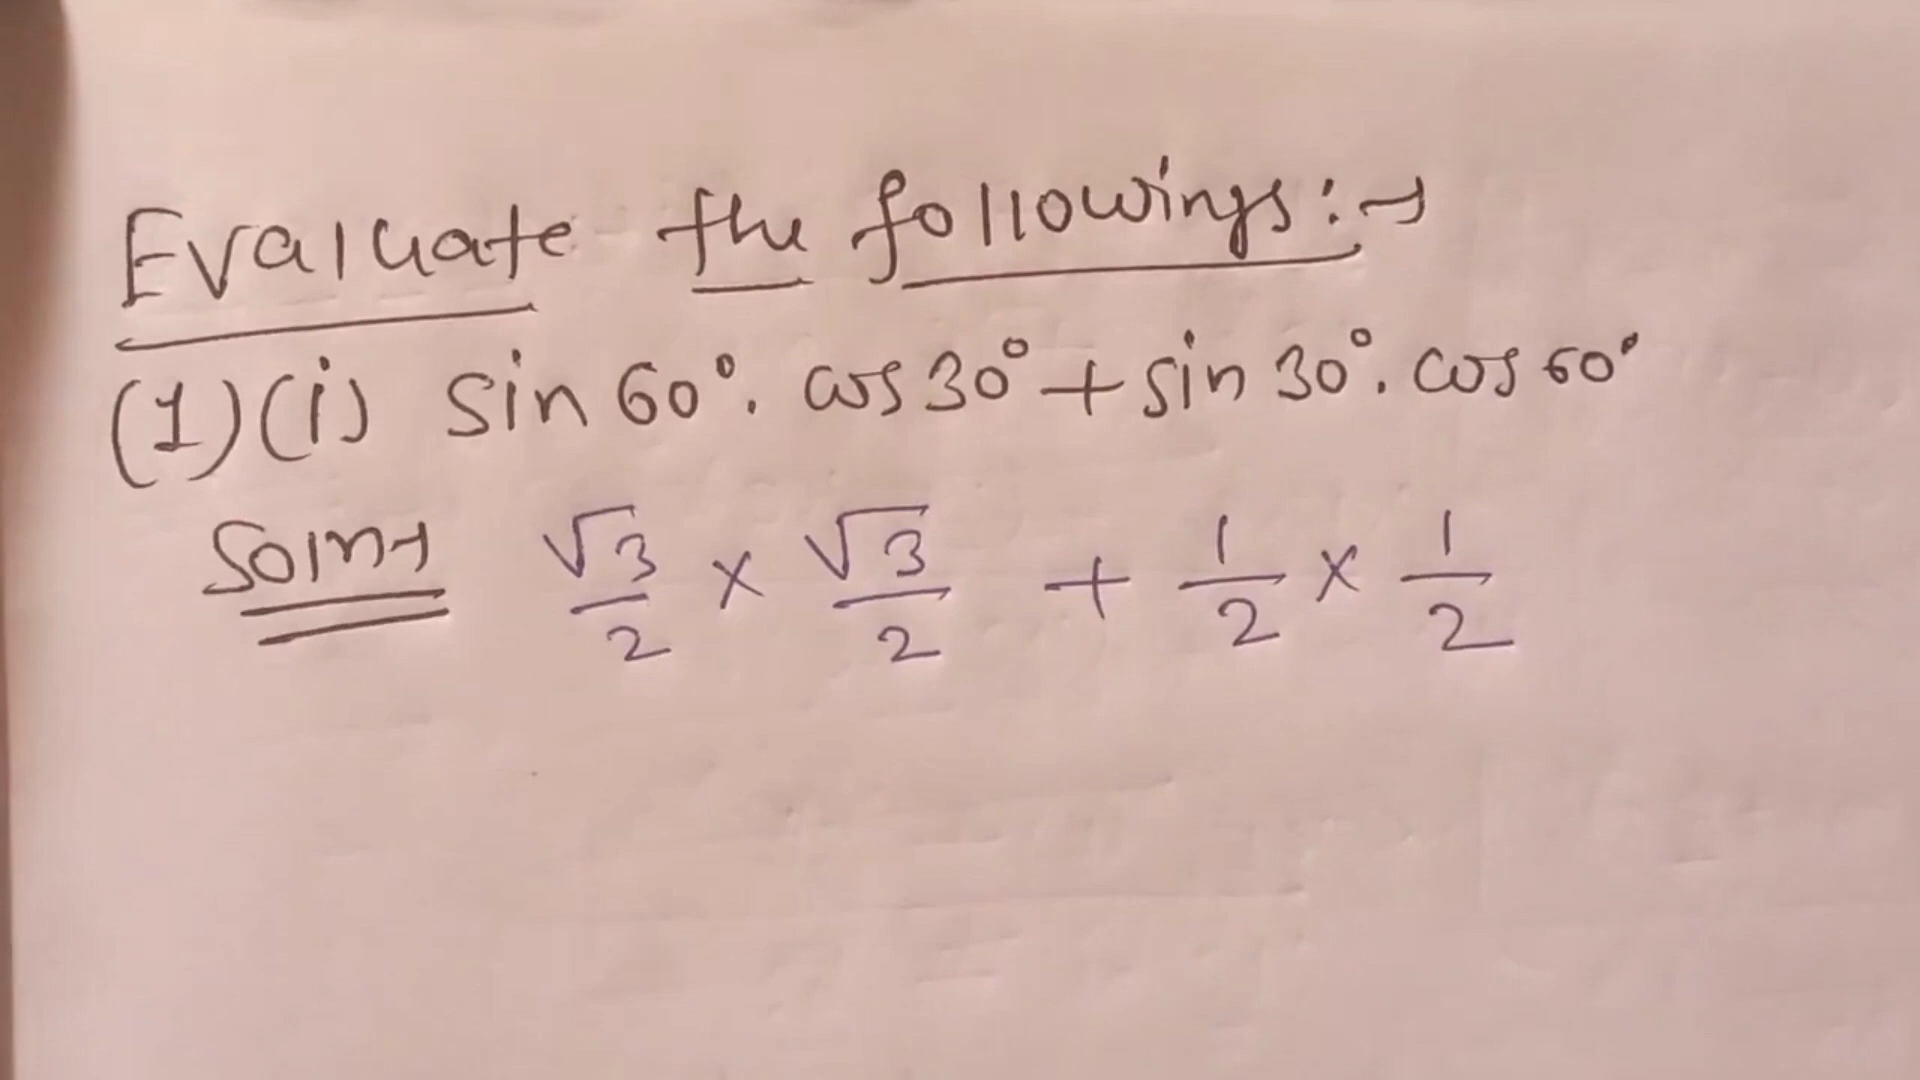 Evaluate the followings:→
(1)(i) sin 60°. cos 30° + sin 30°. cos 60°
Soln→ √3/2 × √3/2 + 1/2 × 1/2